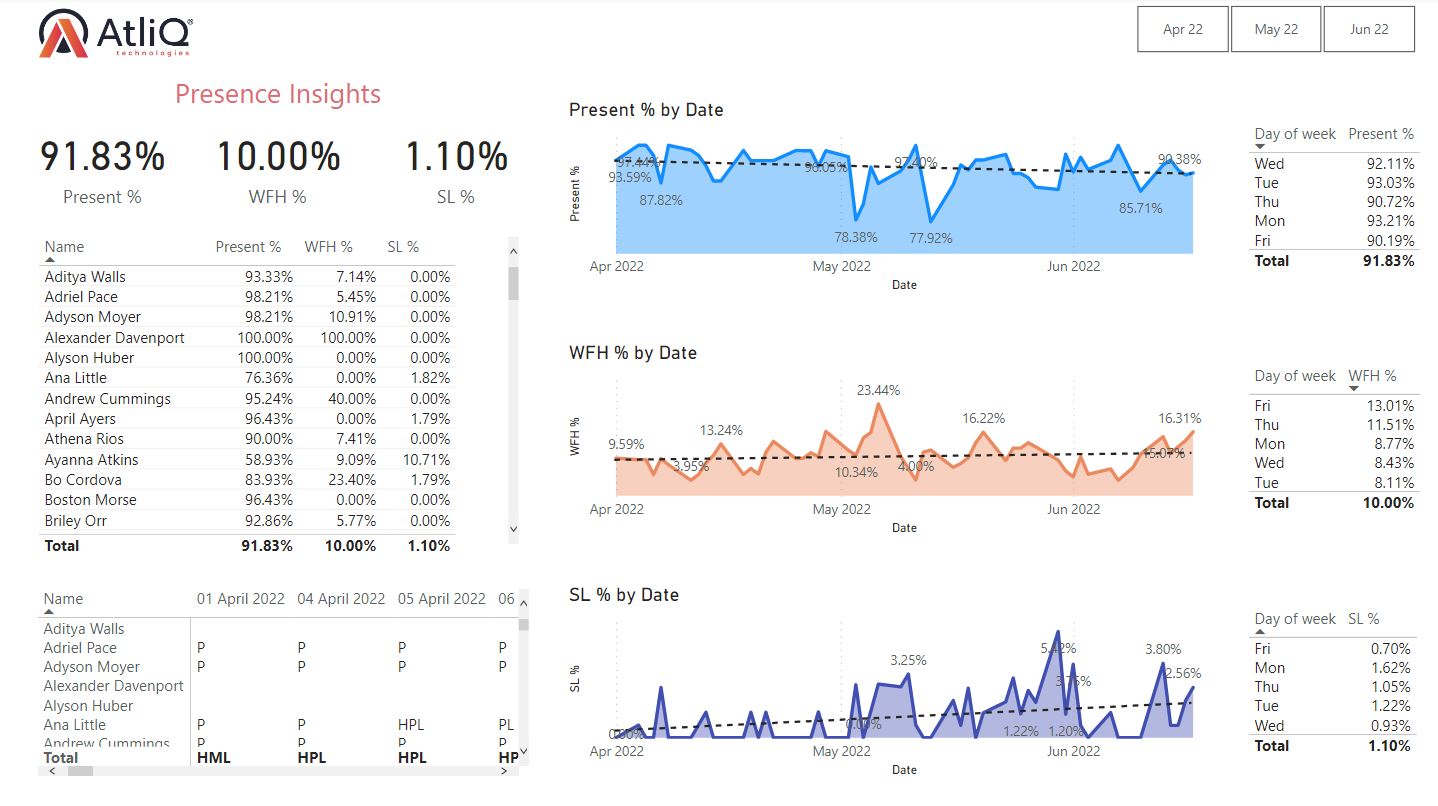 AtliQ®
technologies
Apr 22
May 22
Jun 22
Presence Insights
91.83% 10.00% 1.10%
Present % WFH % SL %
Name Present % WFH % SL %
Aditya Walls 93.33% 7.14% 0.00%
Adriel Pace 98.21% 5.45% 0.00%
Adyson Moyer 98.21% 10.91% 0.00%
Alexander Davenport 100.00% 100.00% 0.00%
Alyson Huber 100.00% 0.00% 0.00%
Ana Little 76.36% 0.00% 1.82%
Andrew Cummings 95.24% 40.00% 0.00%
April Ayers 96.43% 0.00% 1.79%
Athena Rios 90.00% 7.41% 0.00%
Ayanna Atkins 58.93% 9.09% 10.71%
Bo Cordova 83.93% 23.40% 1.79%
Boston Morse 96.43% 0.00% 0.00%
Briley Orr 92.86% 5.77% 0.00%
Total 91.83% 10.00% 1.10%
Name 01 April 2022 04 April 2022 05 April 2022 06
Aditya Walls
Adriel Pace P P P P
Adyson Moyer P P P P
Alexander Davenport
Alyson Huber
Ana Little P P HPL PL
Andrew Cummings P P P P
Total HML HPL HPL HP
Present % by Date
Present %
97.44%
93.59%
87.82%
96.05%
78.38%
97.40%
77.92%
85.71%
90.38%
Apr 2022 May 2022 Jun 2022
Date
Day of week Present %
Wed 92.11%
Tue 93.03%
Thu 90.72%
Mon 93.21%
Fri 90.19%
Total 91.83%
WFH % by Date
WFH %
9.59%
3.95%
13.24%
10.34%
23.44%
4.00%
16.22%
16.31%
Apr 2022 May 2022 Jun 2022
Date
Day of week WFH %
Fri 13.01%
Thu 11.51%
Mon 8.77%
Wed 8.43%
Tue 8.11%
Total 10.00%
SL % by Date
SL %
0.00%
0.00%
3.25%
1.22%
5.42%
3.75%
1.20%
3.80%
2.56%
Apr 2022 May 2022 Jun 2022
Date
Day of week SL %
Fri 0.70%
Mon 1.62%
Thu 1.05%
Tue 1.22%
Wed 0.93%
Total 1.10%